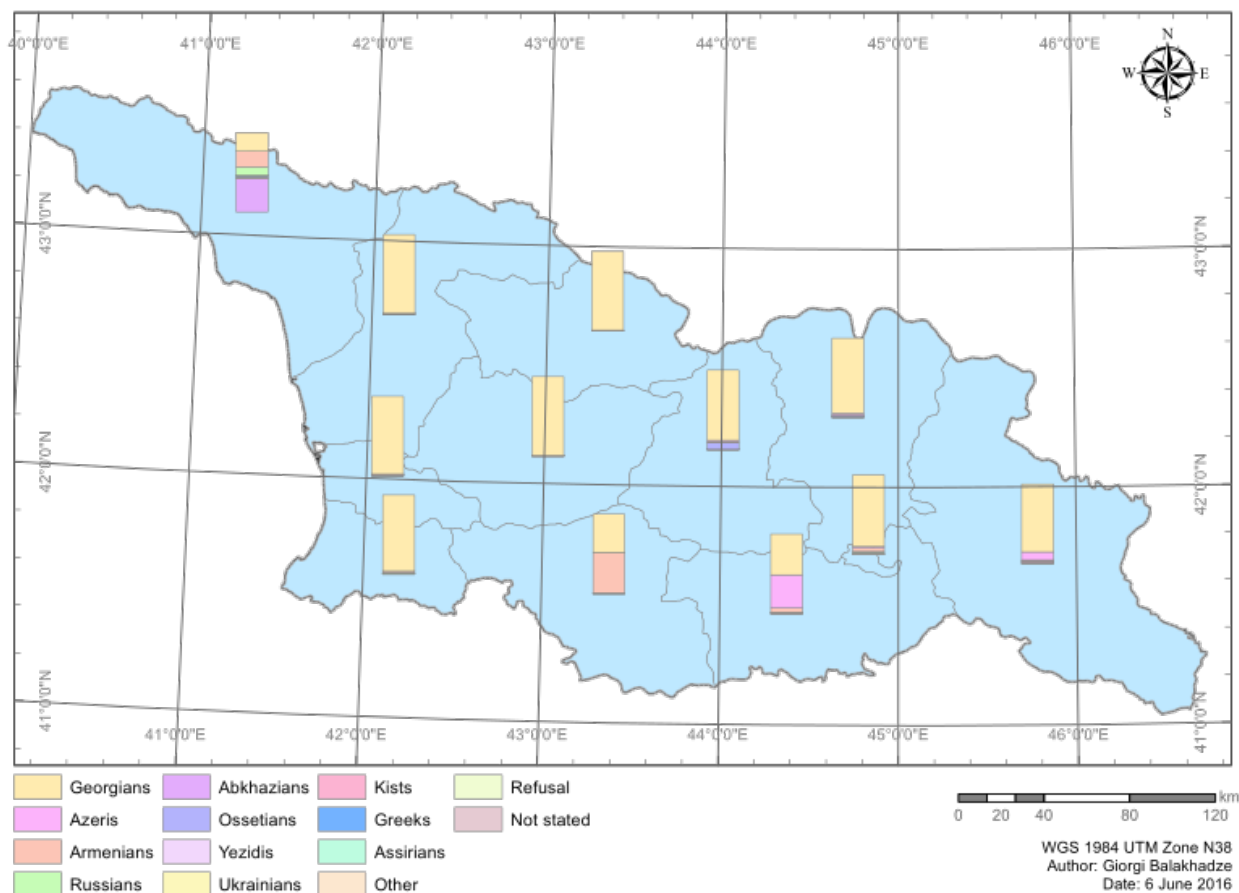 40°0'0"E 41°0'0"E 42°0'0"E 43°0'0"E 44°0'0"E 45°0'0"E 46°0'0"E
N
W E
S
43°0'0"N 43°0'0"N
42°0'0"N 42°0'0"N
41°0'0"N 41°0'0"N
41°0'0"E 42°0'0"E 43°0'0"E 44°0'0"E 45°0'0"E 46°0'0"E
Georgians Abkhazians Kists Refusal
Azeris Ossetians Greeks Not stated
Armenians Yezidis Assirians
Russians Ukrainians Other
km
0 20 40 80 120
WGS 1984 UTM Zone N38
Author: Giorgi Balakhadze
Date: 6 June 2016